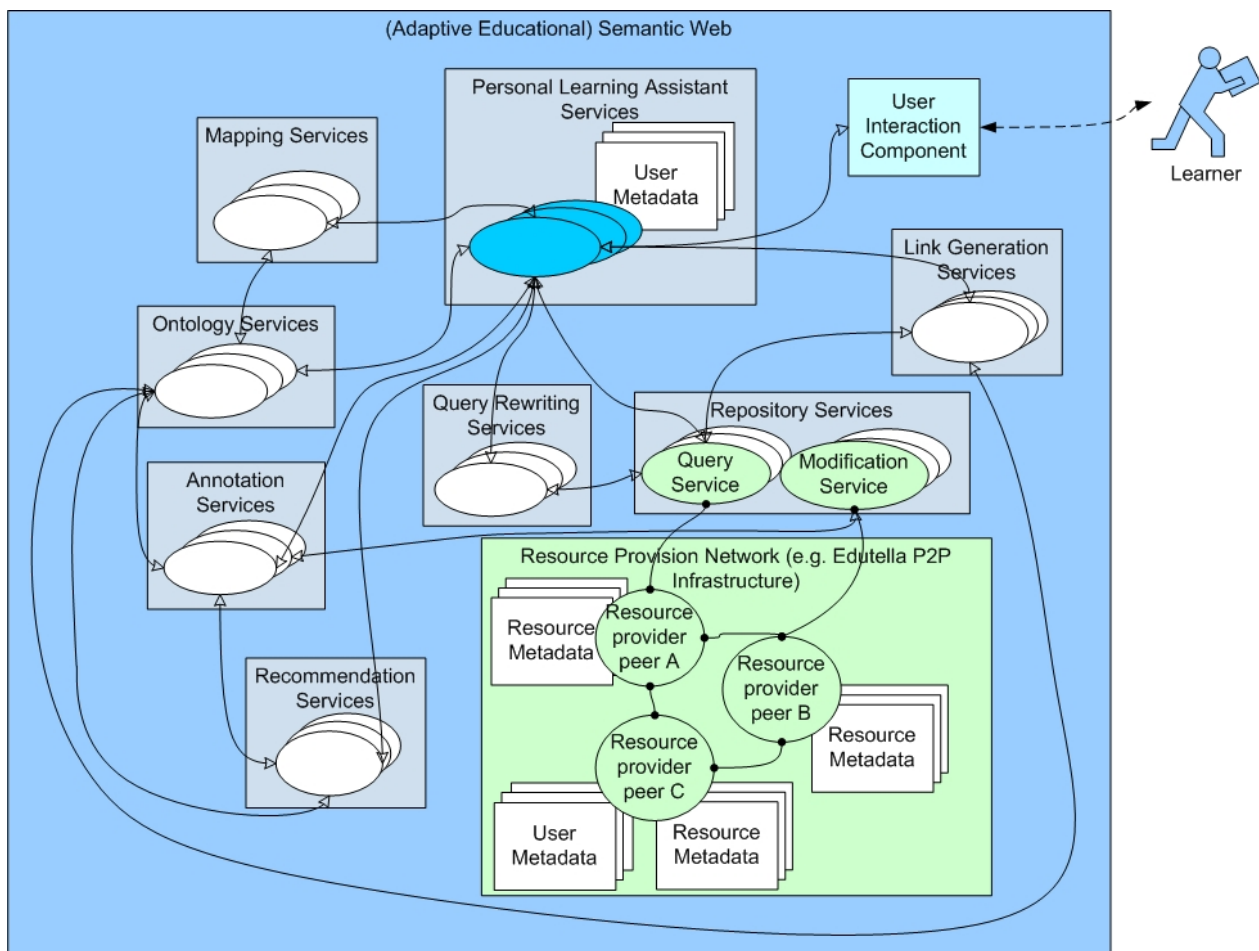 (Adaptive Educational) Semantic Web
Personal Learning Assistant
Services
User
Metadata
User
Interaction
Component
Learner
Mapping Services
Link Generation
Services
Ontology Services
Query Rewriting
Services
Repository Services
Query
Service
Modification
Service
Annotation
Services
Resource Provision Network (e.g. Edutella P2P
Infrastructure)
Resource
Metadata
Resource
provider
peer A
Resource
provider
peer B
Resource
Metadata
Recommendation
Services
Resource
provider
peer C
User
Metadata
Resource
Metadata